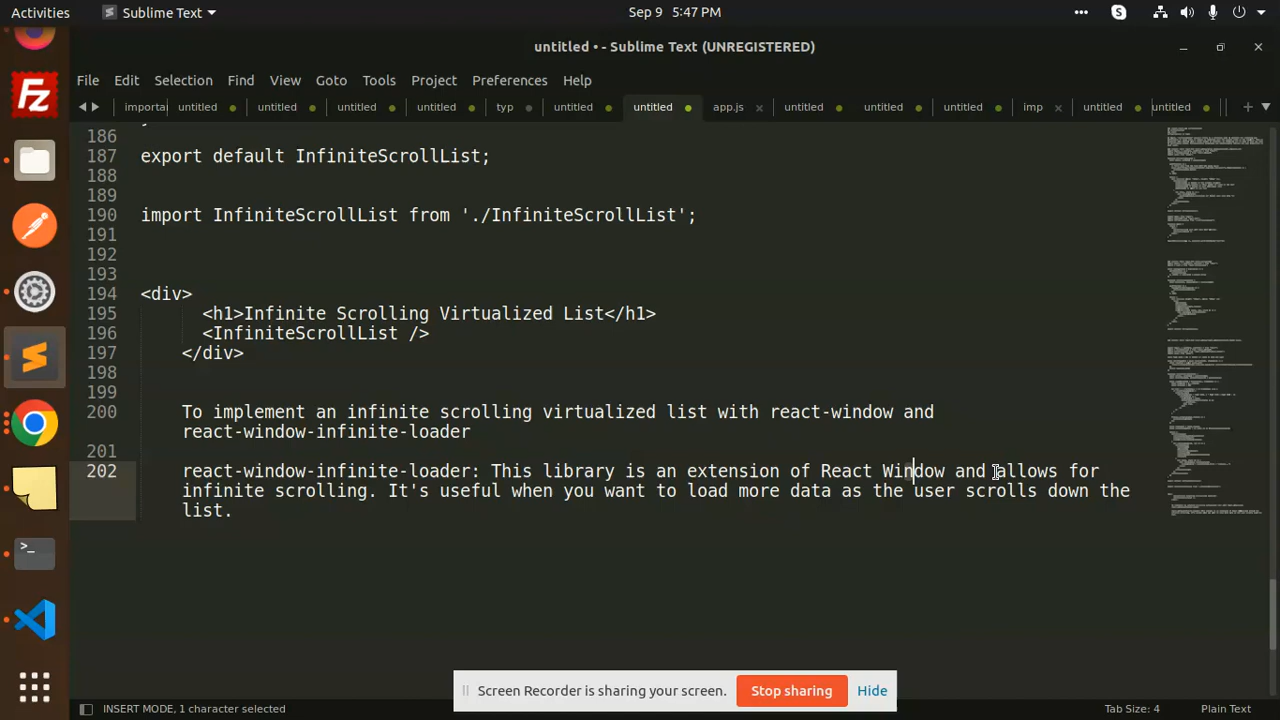 Activities
Sublime Text
Sep 9 5:47 PM
untitled • - Sublime Text (UNREGISTERED)
File Edit Selection Find View Goto Tools Project Preferences Help
importai untitled untitled untitled untitled typ untitled untitled app.js untitled untitled untitled imp untitled untitled
186
187 export default InfiniteScrollList;
188
189
190 import InfiniteScrollList from './InfiniteScrollList';
191
192
193
194 <div>
195 <h1>Infinite Scrolling Virtualized List</h1>
196 <InfiniteScrollList />
197 </div>
198
199
200 To implement an infinite scrolling virtualized list with react-window and
react-window-infinite-loader
201
202 react-window-infinite-loader: This library is an extension of React Window and allows for
infinite scrolling. It's useful when you want to load more data as the user scrolls down the
list.
Screen Recorder is sharing your screen. Stop sharing Hide
INSERT MODE, 1 character selected Tab Size: 4 Plain Text